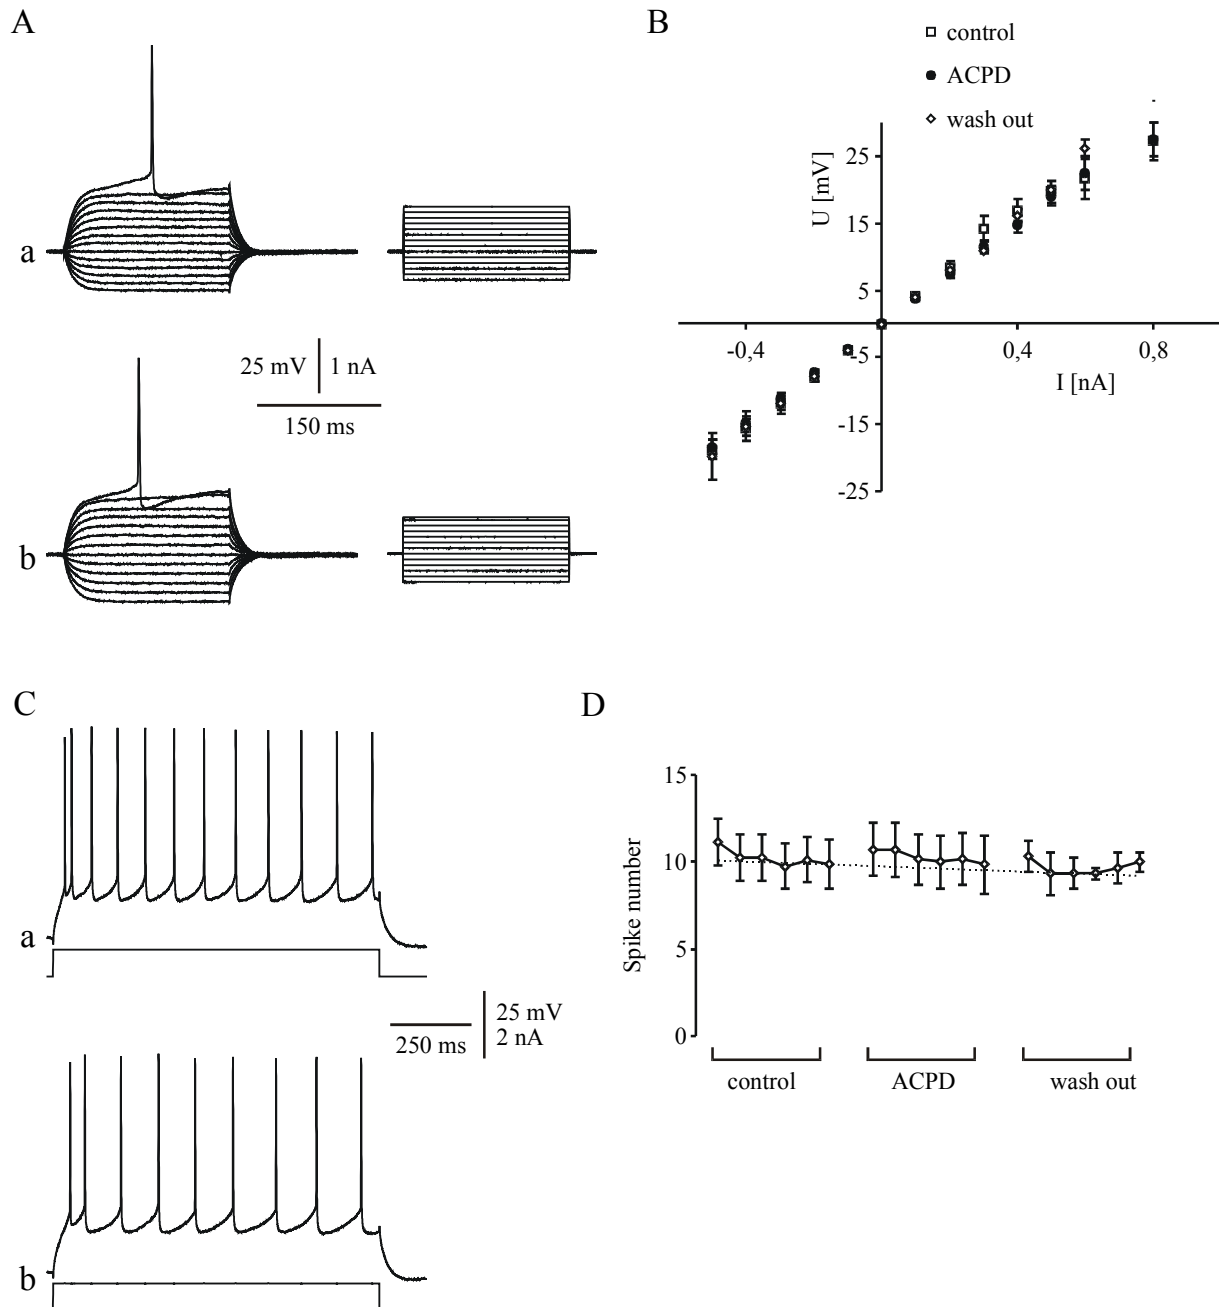 A
a
25 mV 1 nA
150 ms
b
B
control
ACPD
wash out
U [mV]
25
15
5
-0,4
0,4
0,8
-5
I [nA]
-15
-25
C
a
25 mV
2 nA
250 ms
b
D
15
10
5
0
Spike number
control
ACPD
wash out